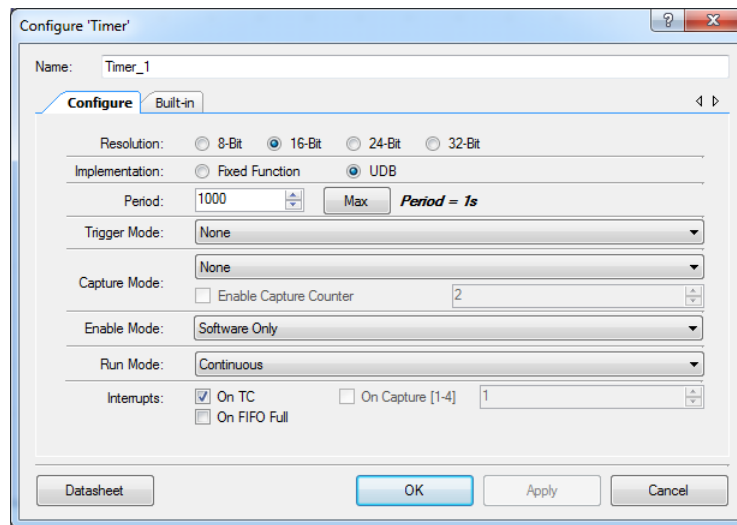 Configure 'Timer'
Name: Timer_1
Configure Built-in
Resolution: 8-Bit 16-Bit 24-Bit 32-Bit
Implementation: Fixed Function UDB
Period: 1000 Max Period = 1s
Trigger Mode: None
Capture Mode: None
Enable Capture Counter 2
Enable Mode: Software Only
Run Mode: Continuous
Interrupts: On TC On Capture [1-4] 1
On FIFO Full
Datasheet OK Apply Cancel